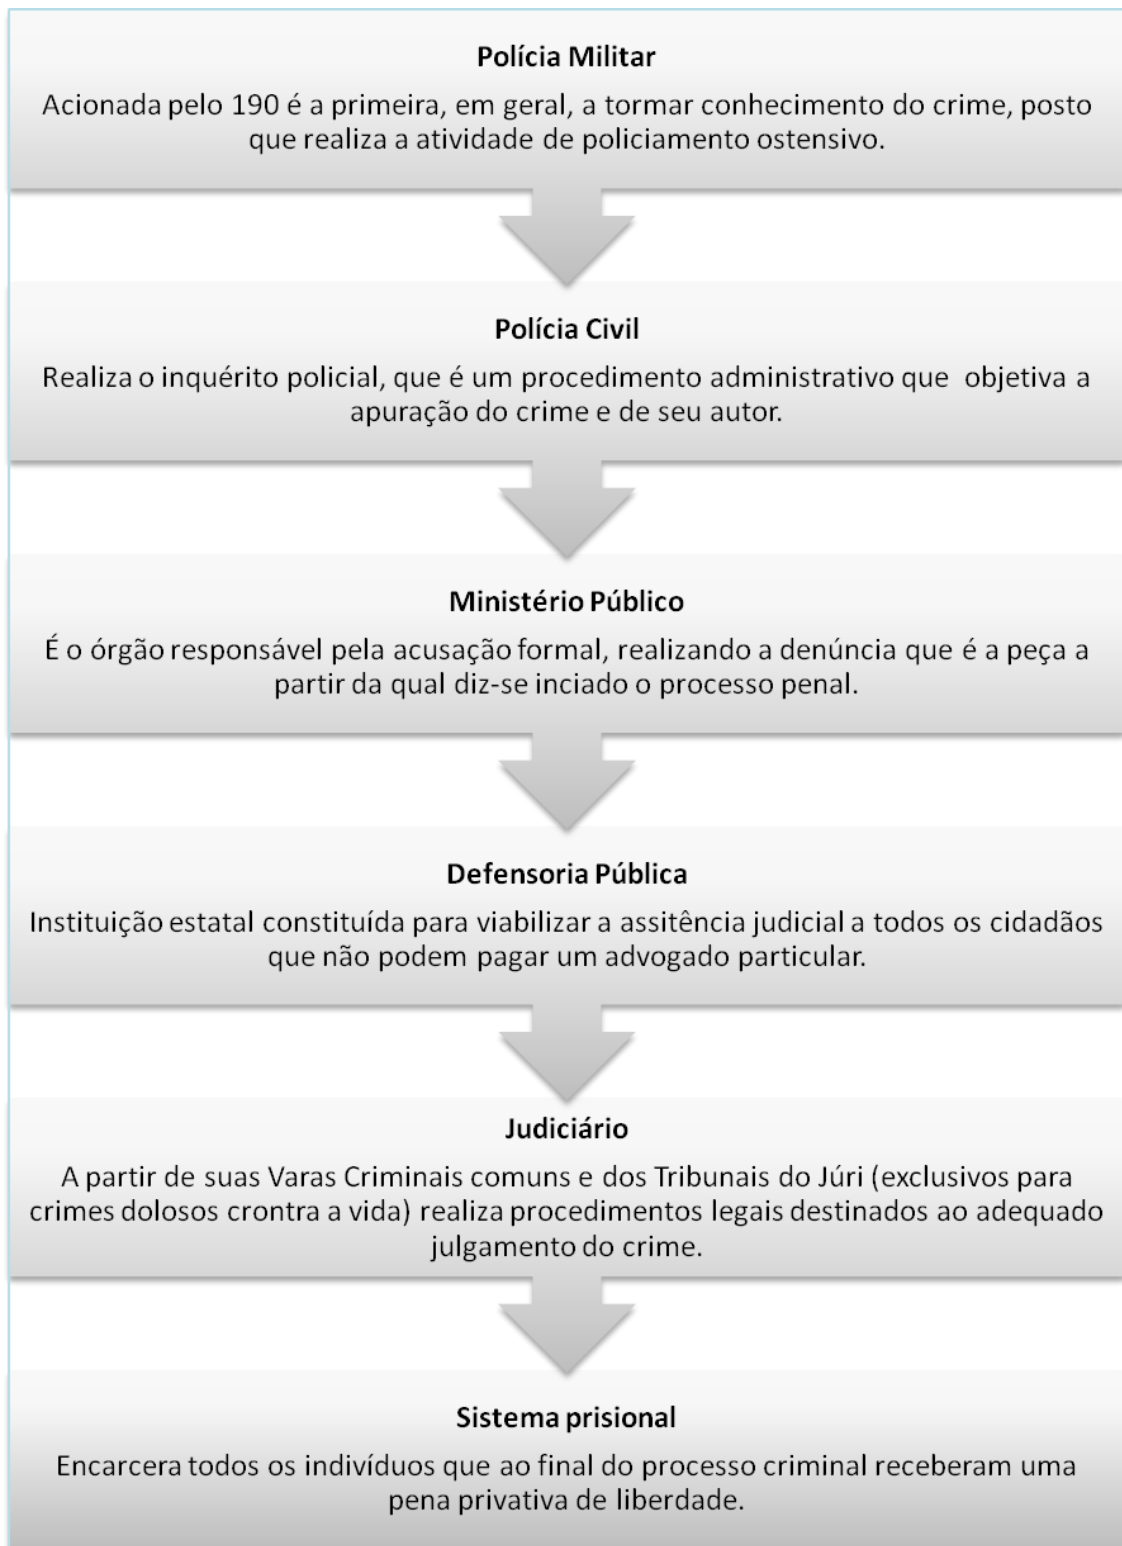 Polícia Militar
Acionada pelo 190 é a primeira, em geral, a tormar conhecimento do crime, posto
que realiza a atividade de policiamento ostensivo.
Polícia Civil
Realiza o inquérito policial, que é um procedimento administrativo que objetiva a
apuração do crime e de seu autor.
Ministério Público
É o órgão responsável pela acusação formal, realizando a denúncia que é a peça a
partir da qual diz-se inciado o processo penal.
Defensoria Pública
Instituição estatal constituída para viabilizar a assitência judicial a todos os cidadãos
que não podem pagar um advogado particular.
Judiciário
A partir de suas Varas Criminais comuns e dos Tribunais do Júri (exclusivos para
crimes dolosos crontra a vida) realiza procedimentos legais destinados ao adequado
julgamento do crime.
Sistema prisional
Encarcera todos os indivíduos que ao final do processo criminal receberam uma
pena privativa de liberdade.